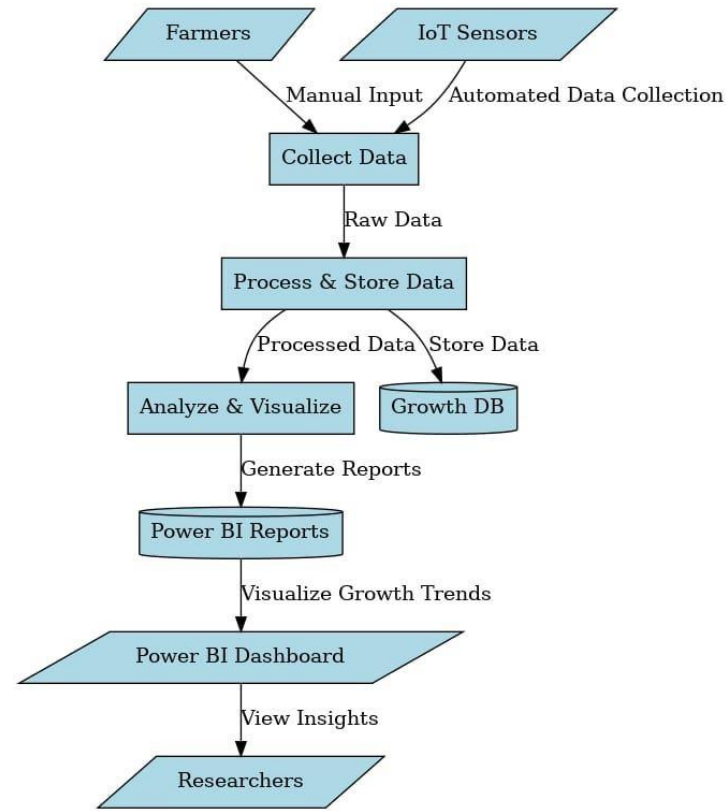 Farmers
IoT Sensors
Manual Input
Automated Data Collection
Collect Data
Raw Data
Process & Store Data
Processed Data
Store Data
Analyze & Visualize
Growth DB
Generate Reports
Power BI Reports
Visualize Growth Trends
Power BI Dashboard
View Insights
Researchers